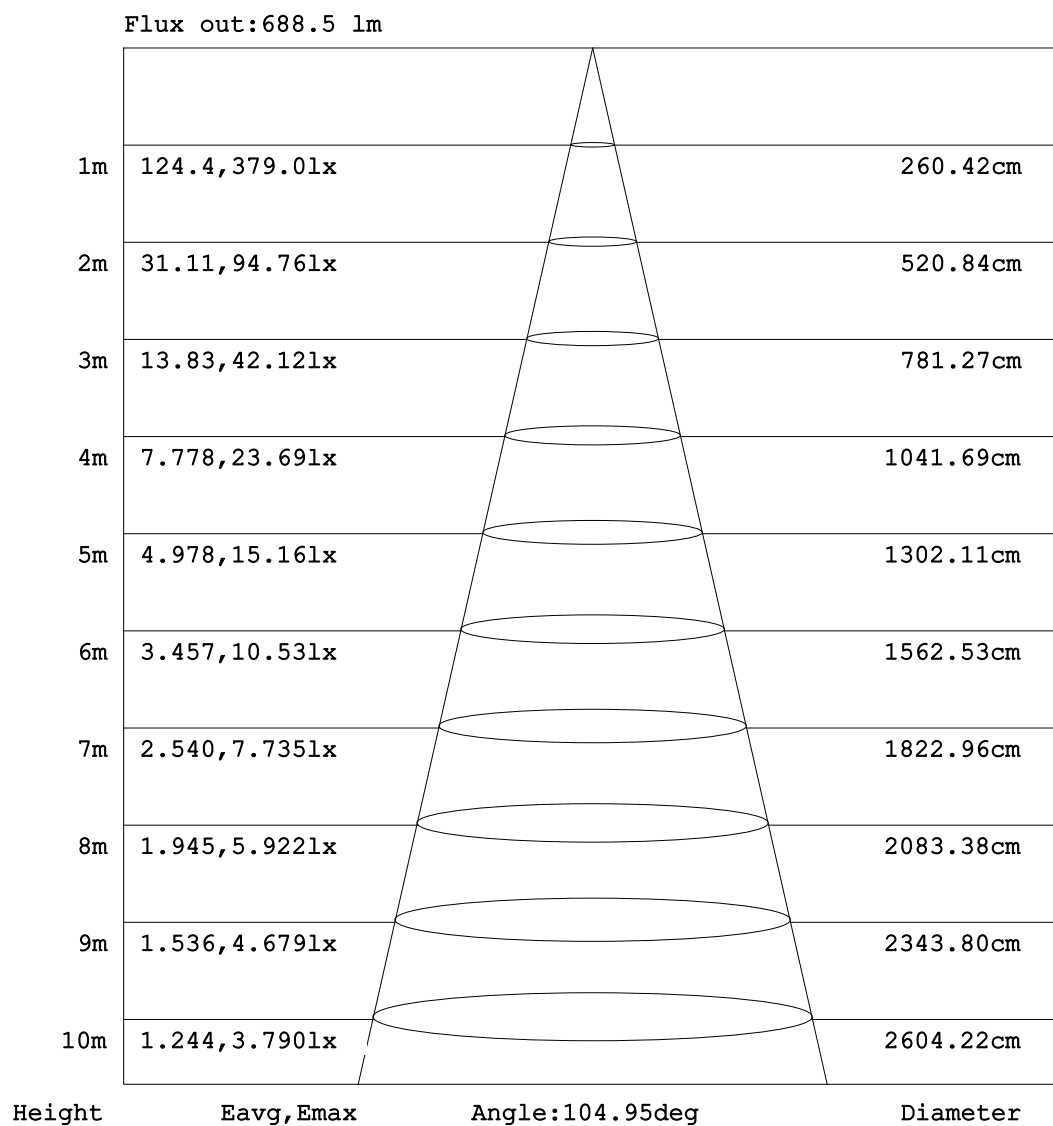 Flux out:688.5 lm
1m 124.4,379.0lx 260.42cm
2m 31.11,94.76lx 520.84cm
3m 13.83,42.12lx 781.27cm
4m 7.778,23.69lx 1041.69cm
5m 4.978,15.16lx 1302.11cm
6m 3.457,10.53lx 1562.53cm
7m 2.540,7.735lx 1822.96cm
8m 1.945,5.922lx 2083.38cm
9m 1.536,4.679lx 2343.80cm
10m 1.244,3.790lx 2604.22cm
Height Eavg,Emax Angle:104.95deg Diameter